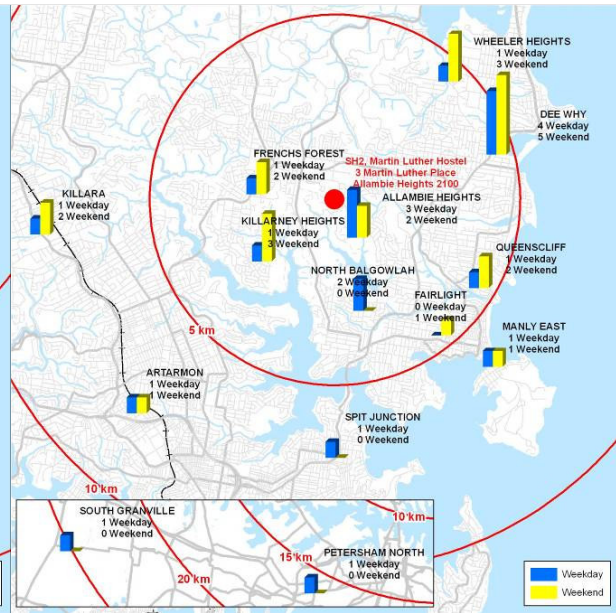 WHEELER HEIGHTS
1 Weekday
3 Weekend
DEE WHY
4 Weekday
5 Weekend
FRENCHS FOREST
1 Weekday
2 Weekend
SH2, Martin Luther Hostel
3 Martin Luther Place
Allambie Heights 2100
KILLARA
1 Weekday
2 Weekend
ALLAMBIE HEIGHTS
3 Weekday
2 Weekend
KILLARNEY HEIGHTS
1 Weekday
3 Weekend
QUEENSCLIFF
1 Weekday
2 Weekend
NORTH BALGOWLAH
2 Weekday
0 Weekend
FAIRLIGHT
0 Weekday
1 Weekend
5 km
MANLY EAST
1 Weekday
1 Weekend
ARTARMON
1 Weekday
1 Weekend
SPIT JUNCTION
1 Weekday
0 Weekend
10 km
SOUTH GRANVILLE
1 Weekday
0 Weekend
10 km
15 km
PETERSHAM NORTH
1 Weekday
0 Weekend
20 km
Weekday
Weekend